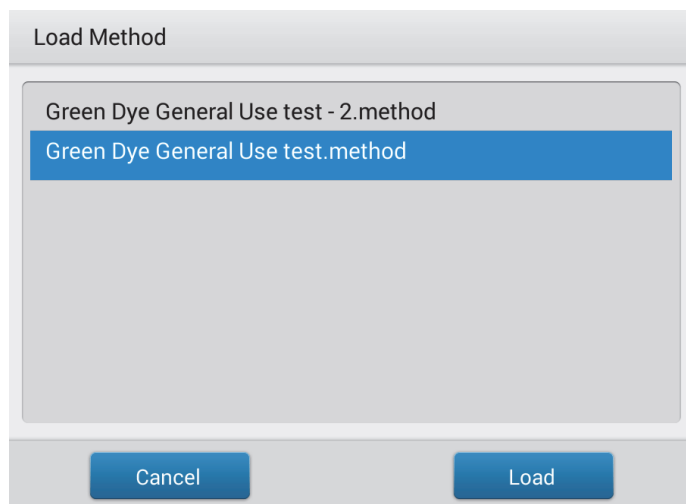 Load Method
Green Dye General Use test - 2.method
Green Dye General Use test.method
Cancel
Load